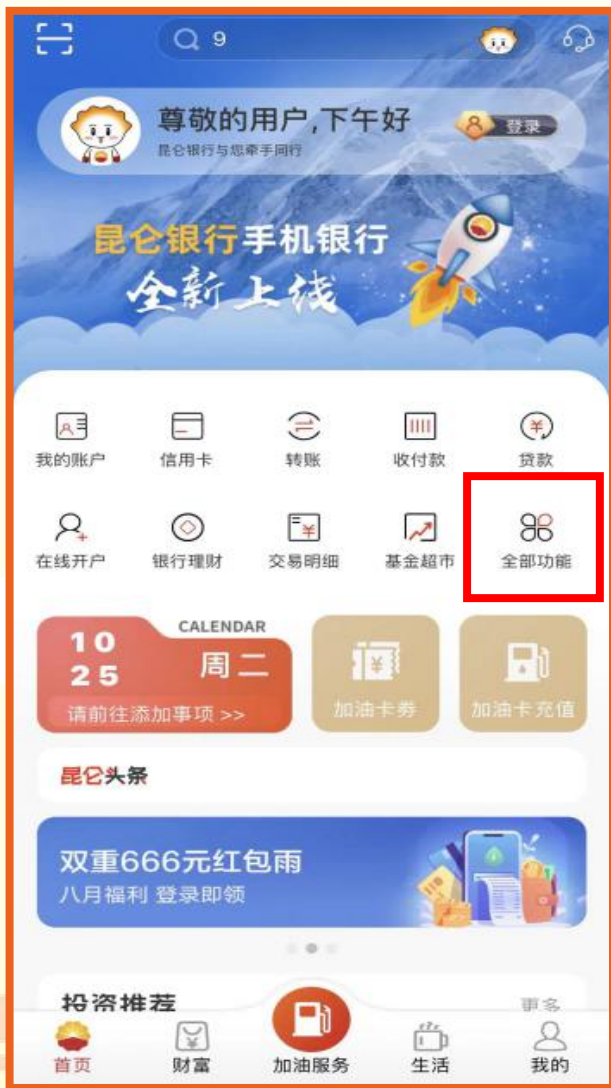 9
尊敬的用户,下午好
登录
昆仑银行与您牵手同行
昆仑银行手机银行
全新上线
我的账户 信用卡 转账 收付款 贷款
在线开户 银行理财 交易明细 基金超市 全部功能
CALENDAR
10
25
周二
请前往添加事项 >>
加油卡券
加油卡充值
昆仑头条
双重666元红包雨
八月福利 登录即领
投资推荐
更多
首页 财富 加油服务 生活 我的